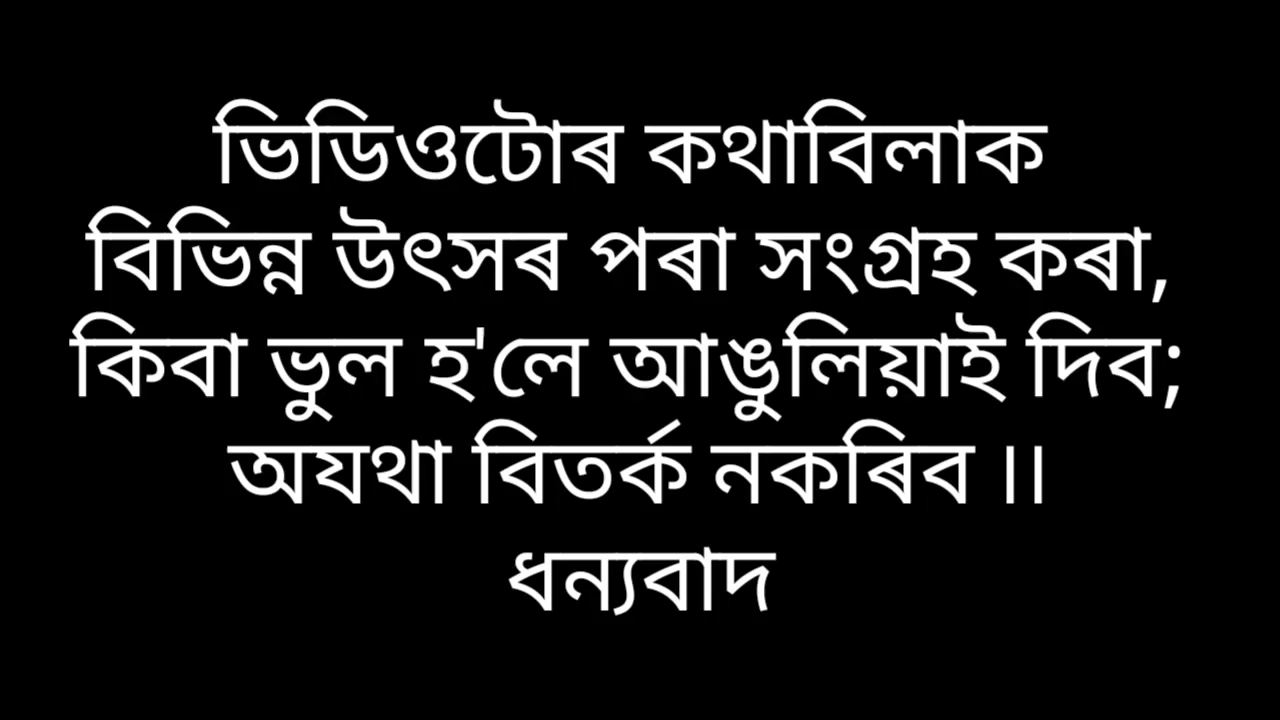 ভিডিওটোৰ কথাবিলাক
বিভিন্ন উৎসৰ পৰা সংগ্ৰহ কৰা,
কিবা ভুল হ'লে আঙুলিয়াই দিব;
অযথা বিতৰ্ক নকৰিব ।।
ধন্যবাদ